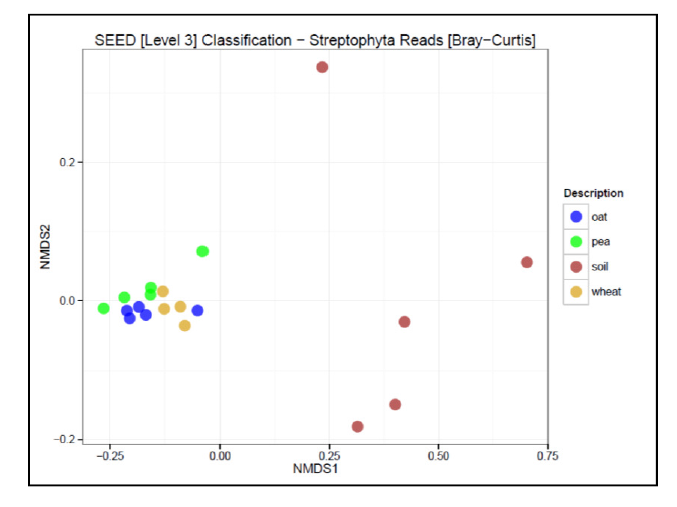 SEED [Level 3] Classification − Streptophyta Reads [Bray−Curtis]
0.2
0.0
−0.2
NMDS2
−0.25
0.00
0.25
0.50
0.75
NMDS1
Description
oat
pea
soil
wheat